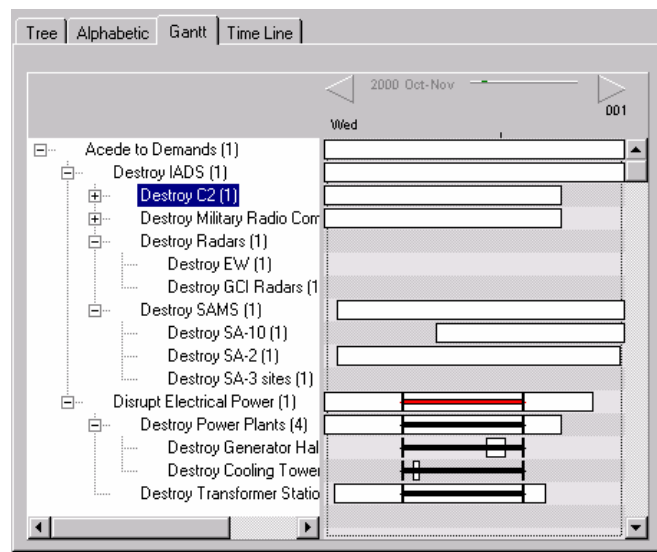 Tree Alphabetic Gantt Time Line
2000 Oct-Nov
001
Wed
Acede to Demands (1)
Destroy IADS (1)
Destroy C2 (1)
Destroy Military Radio Com
Destroy Radars (1)
Destroy EW (1)
Destroy GCI Radars (1
Destroy SAMS (1)
Destroy SA-10 (1)
Destroy SA-2 (1)
Destroy SA-3 sites (1)
Disrupt Electrical Power (1)
Destroy Power Plants (4)
Destroy Generator Hal
Destroy Cooling Tower
Destroy Transformer Statio